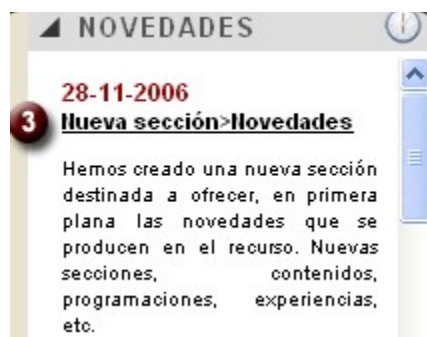 NOVEDADES
28-11-2006
3
Nueva sección>Novedades
Hemos creado una nueva sección
destinada a ofrecer, en primera
plana las novedades que se
producen en el recurso. Nuevas
secciones, contenidos,
programaciones, experiencias,
etc.